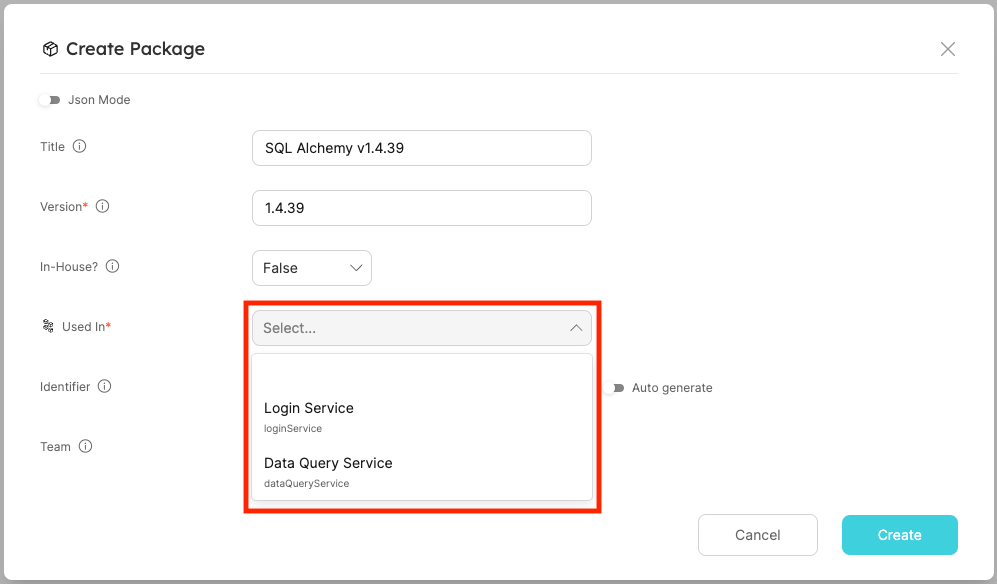 Create Package
Json Mode
Title
SQL Alchemy v1.4.39
Version*
1.4.39
In-House?
False
Used In*
Select...
Login Service
loginService
Data Query Service
dataQueryService
Identifier
Auto generate
Team
Cancel
Create